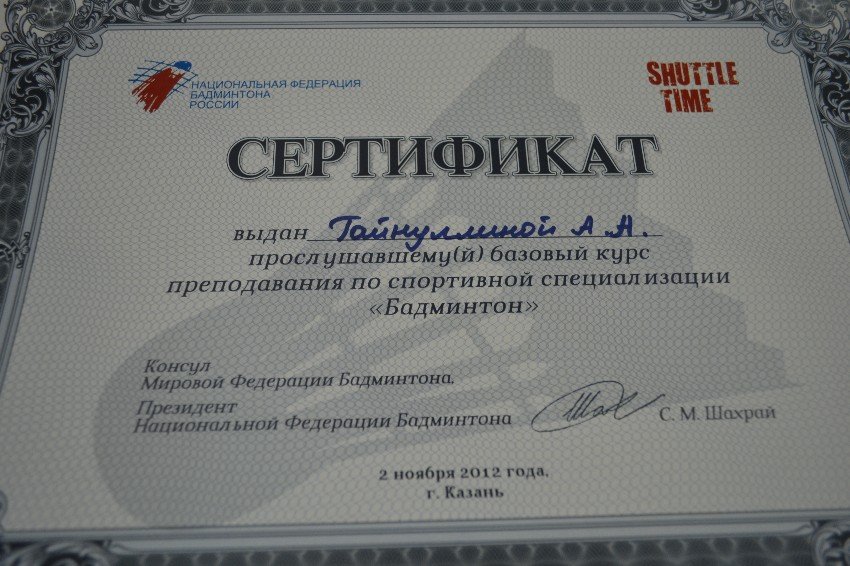 НАЦИОНАЛЬНАЯ ФЕДЕРАЦИЯ
БАДМИНТОНА
РОССИИ
SHUTTLE
TIME
СЕРТИФИКАТ
выдан Гайнуллиной А А.
прослушавшему(й) базовый курс
преподавания по спортивной специализации
«Бадминтон»
Консул
Мировой Федерации Бадминтона,
Президент
Национальной Федерации Бадминтона
С. М. Шахрай
2 ноября 2012 года,
г. Казань